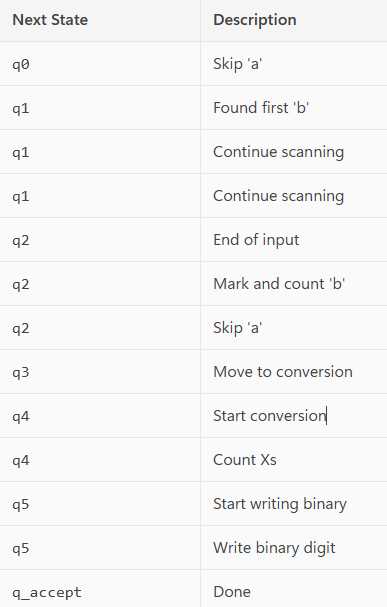 Next State Description
q0 Skip 'a'
q1 Found first 'b'
q1 Continue scanning
q1 Continue scanning
q2 End of input
q2 Mark and count 'b'
q2 Skip 'a'
q3 Move to conversion
q4 Start conversion
q4 Count Xs
q5 Start writing binary
q5 Write binary digit
q_accept Done